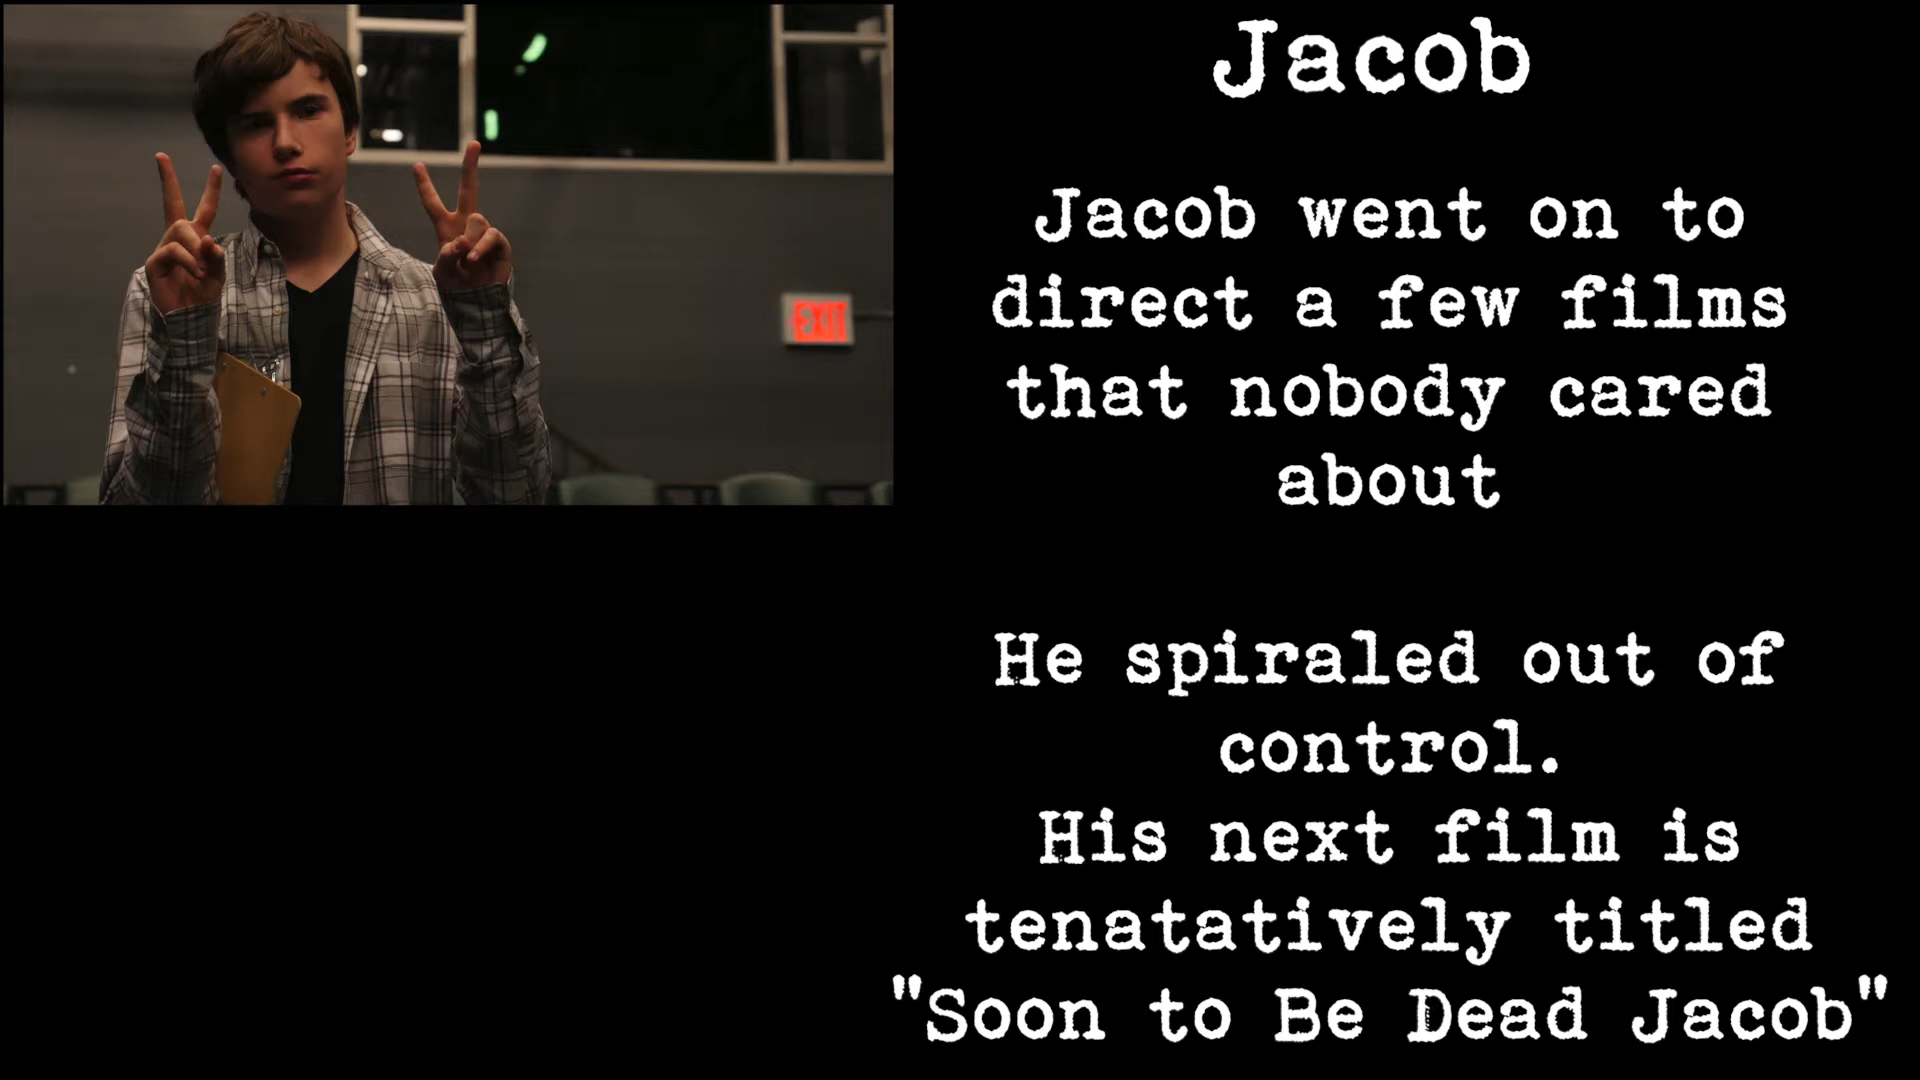 EXIT
Jacob
Jacob went on to
direct a few films
that nobody cared
about
He spiraled out of
control.
His next film is
tenatatively titled
"Soon to Be Dead Jacob"